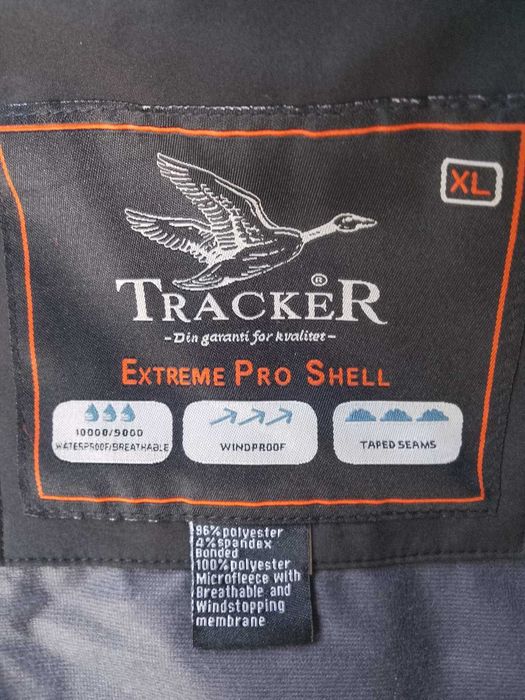 XL
TRACKER®
- Din garanti for kvalitet -
EXTREME PRO SHELL
10000/5000
WATERPROOF/BREATHABLE
WINDPROOF
TAPED SEAMS
96% polyester
4% spandex
Bonded
100% polyester
Microfleece with
Breathable and
Windstopping
membrane